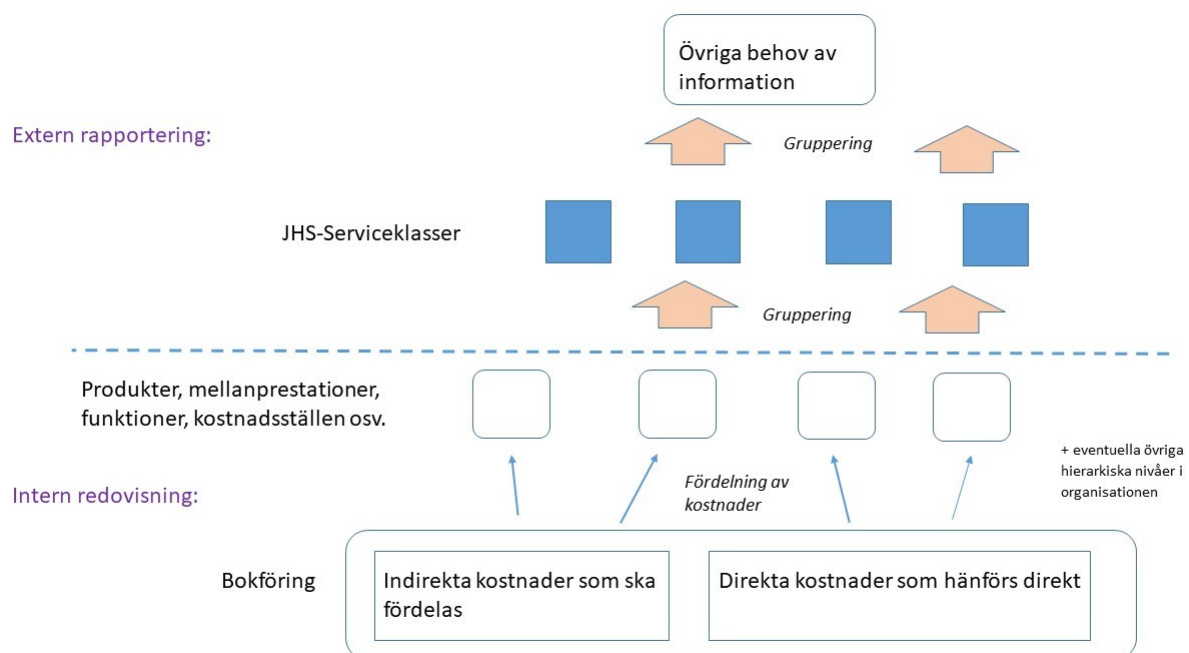 Övriga behov av
information
Extern rapportering:
Gruppering
JHS-Serviceklasser
Gruppering
Produkter, mellanprestationer,
funktioner, kostnadsställen osv.
+ eventuella övriga
hierarkiska nivåer i
organisationen
Intern redovisning:
Fördelning av
kostnader
Bokföring
Indirekta kostnader som ska
fördelas
Direkta kostnader som hänförs direkt